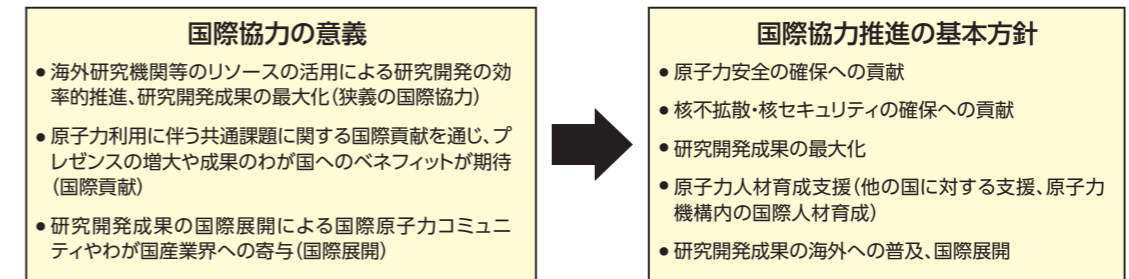 国際協力の意義
● 海外研究機関等のリソースの活用による研究開発の効
率的推進、研究開発成果の最大化（狭義の国際協力）
● 原子力利用に伴う共通課題に関する国際貢献を通じ、プ
レゼンスの増大や成果のわが国へのベネフィットが期待
（国際貢献）
● 研究開発成果の国際展開による国際原子力コミュニ
ティやわが国産業界への寄与（国際展開）
国際協力推進の基本方針
● 原子力安全の確保への貢献
● 核不拡散・核セキュリティの確保への貢献
● 研究開発成果の最大化
● 原子力人材育成支援（他の国に対する支援、原子力
機構内の国際人材育成）
● 研究開発成果の海外への普及、国際展開